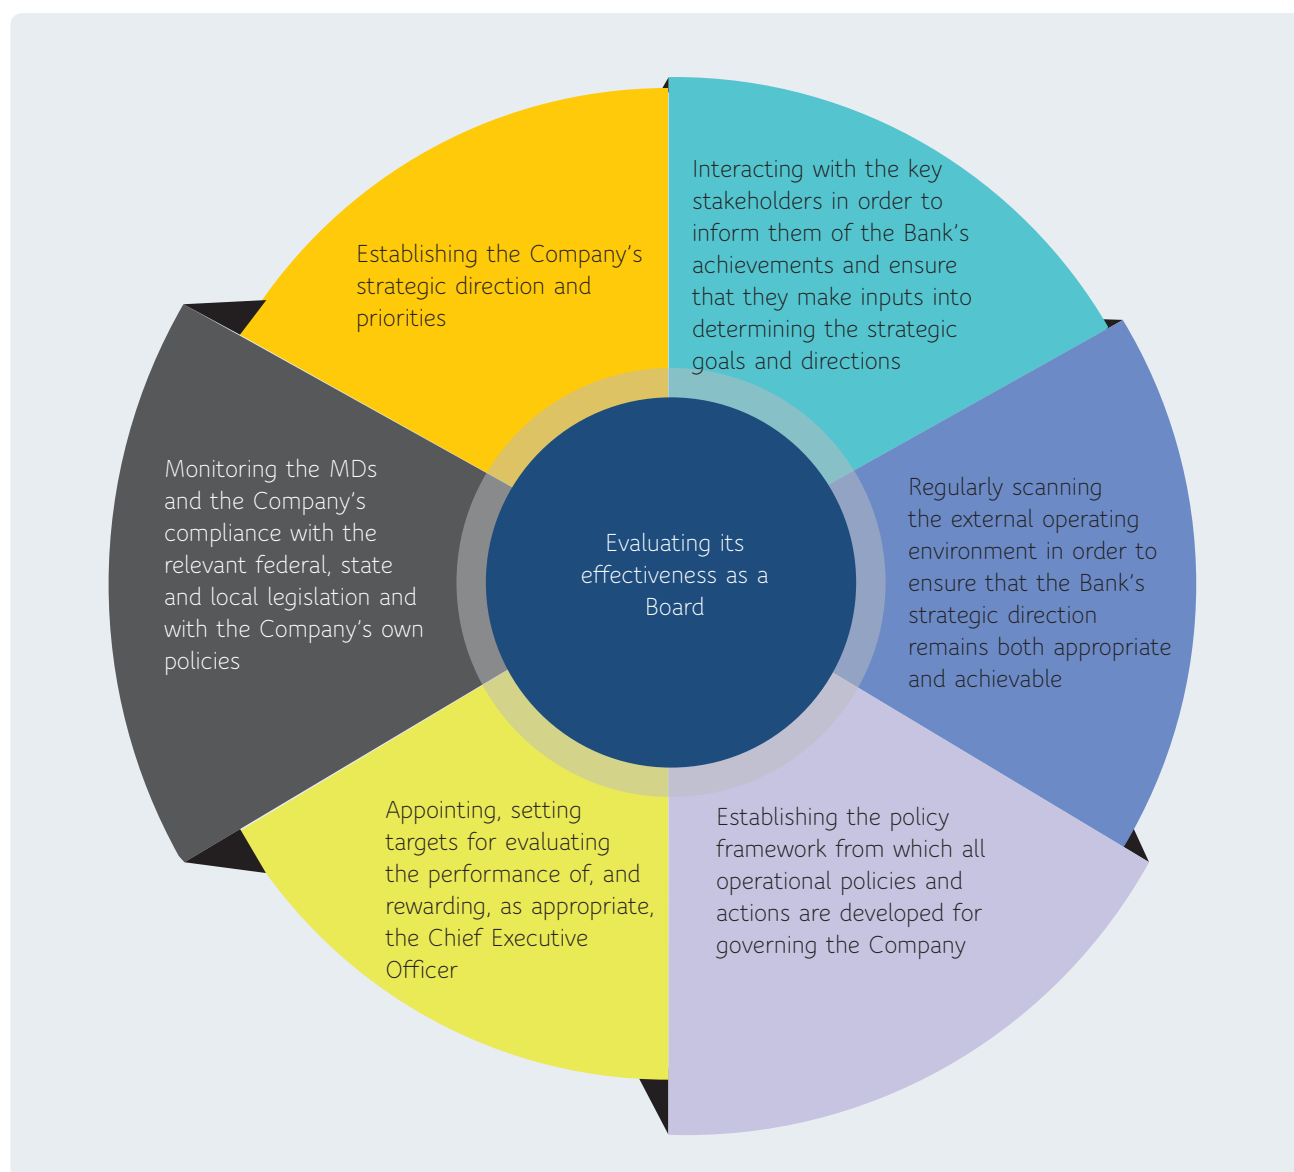 Establishing the Company's
strategic direction and
priorities
Interacting with the key
stakeholders in order to
inform them of the Bank's
achievements and ensure
that they make inputs into
determining the strategic
goals and directions
Regularly scanning
the external operating
environment in order to
ensure that the Bank's
strategic direction
remains both appropriate
and achievable
Establishing the policy
framework from which all
operational policies and
actions are developed for
governing the Company
Appointing, setting
targets for evaluating
the performance of, and
rewarding, as appropriate,
the Chief Executive
Officer
Monitoring the MDs
and the Company's
compliance with the
relevant federal, state
and local legislation and
with the Company's own
policies
Evaluating its
effectiveness as a
Board